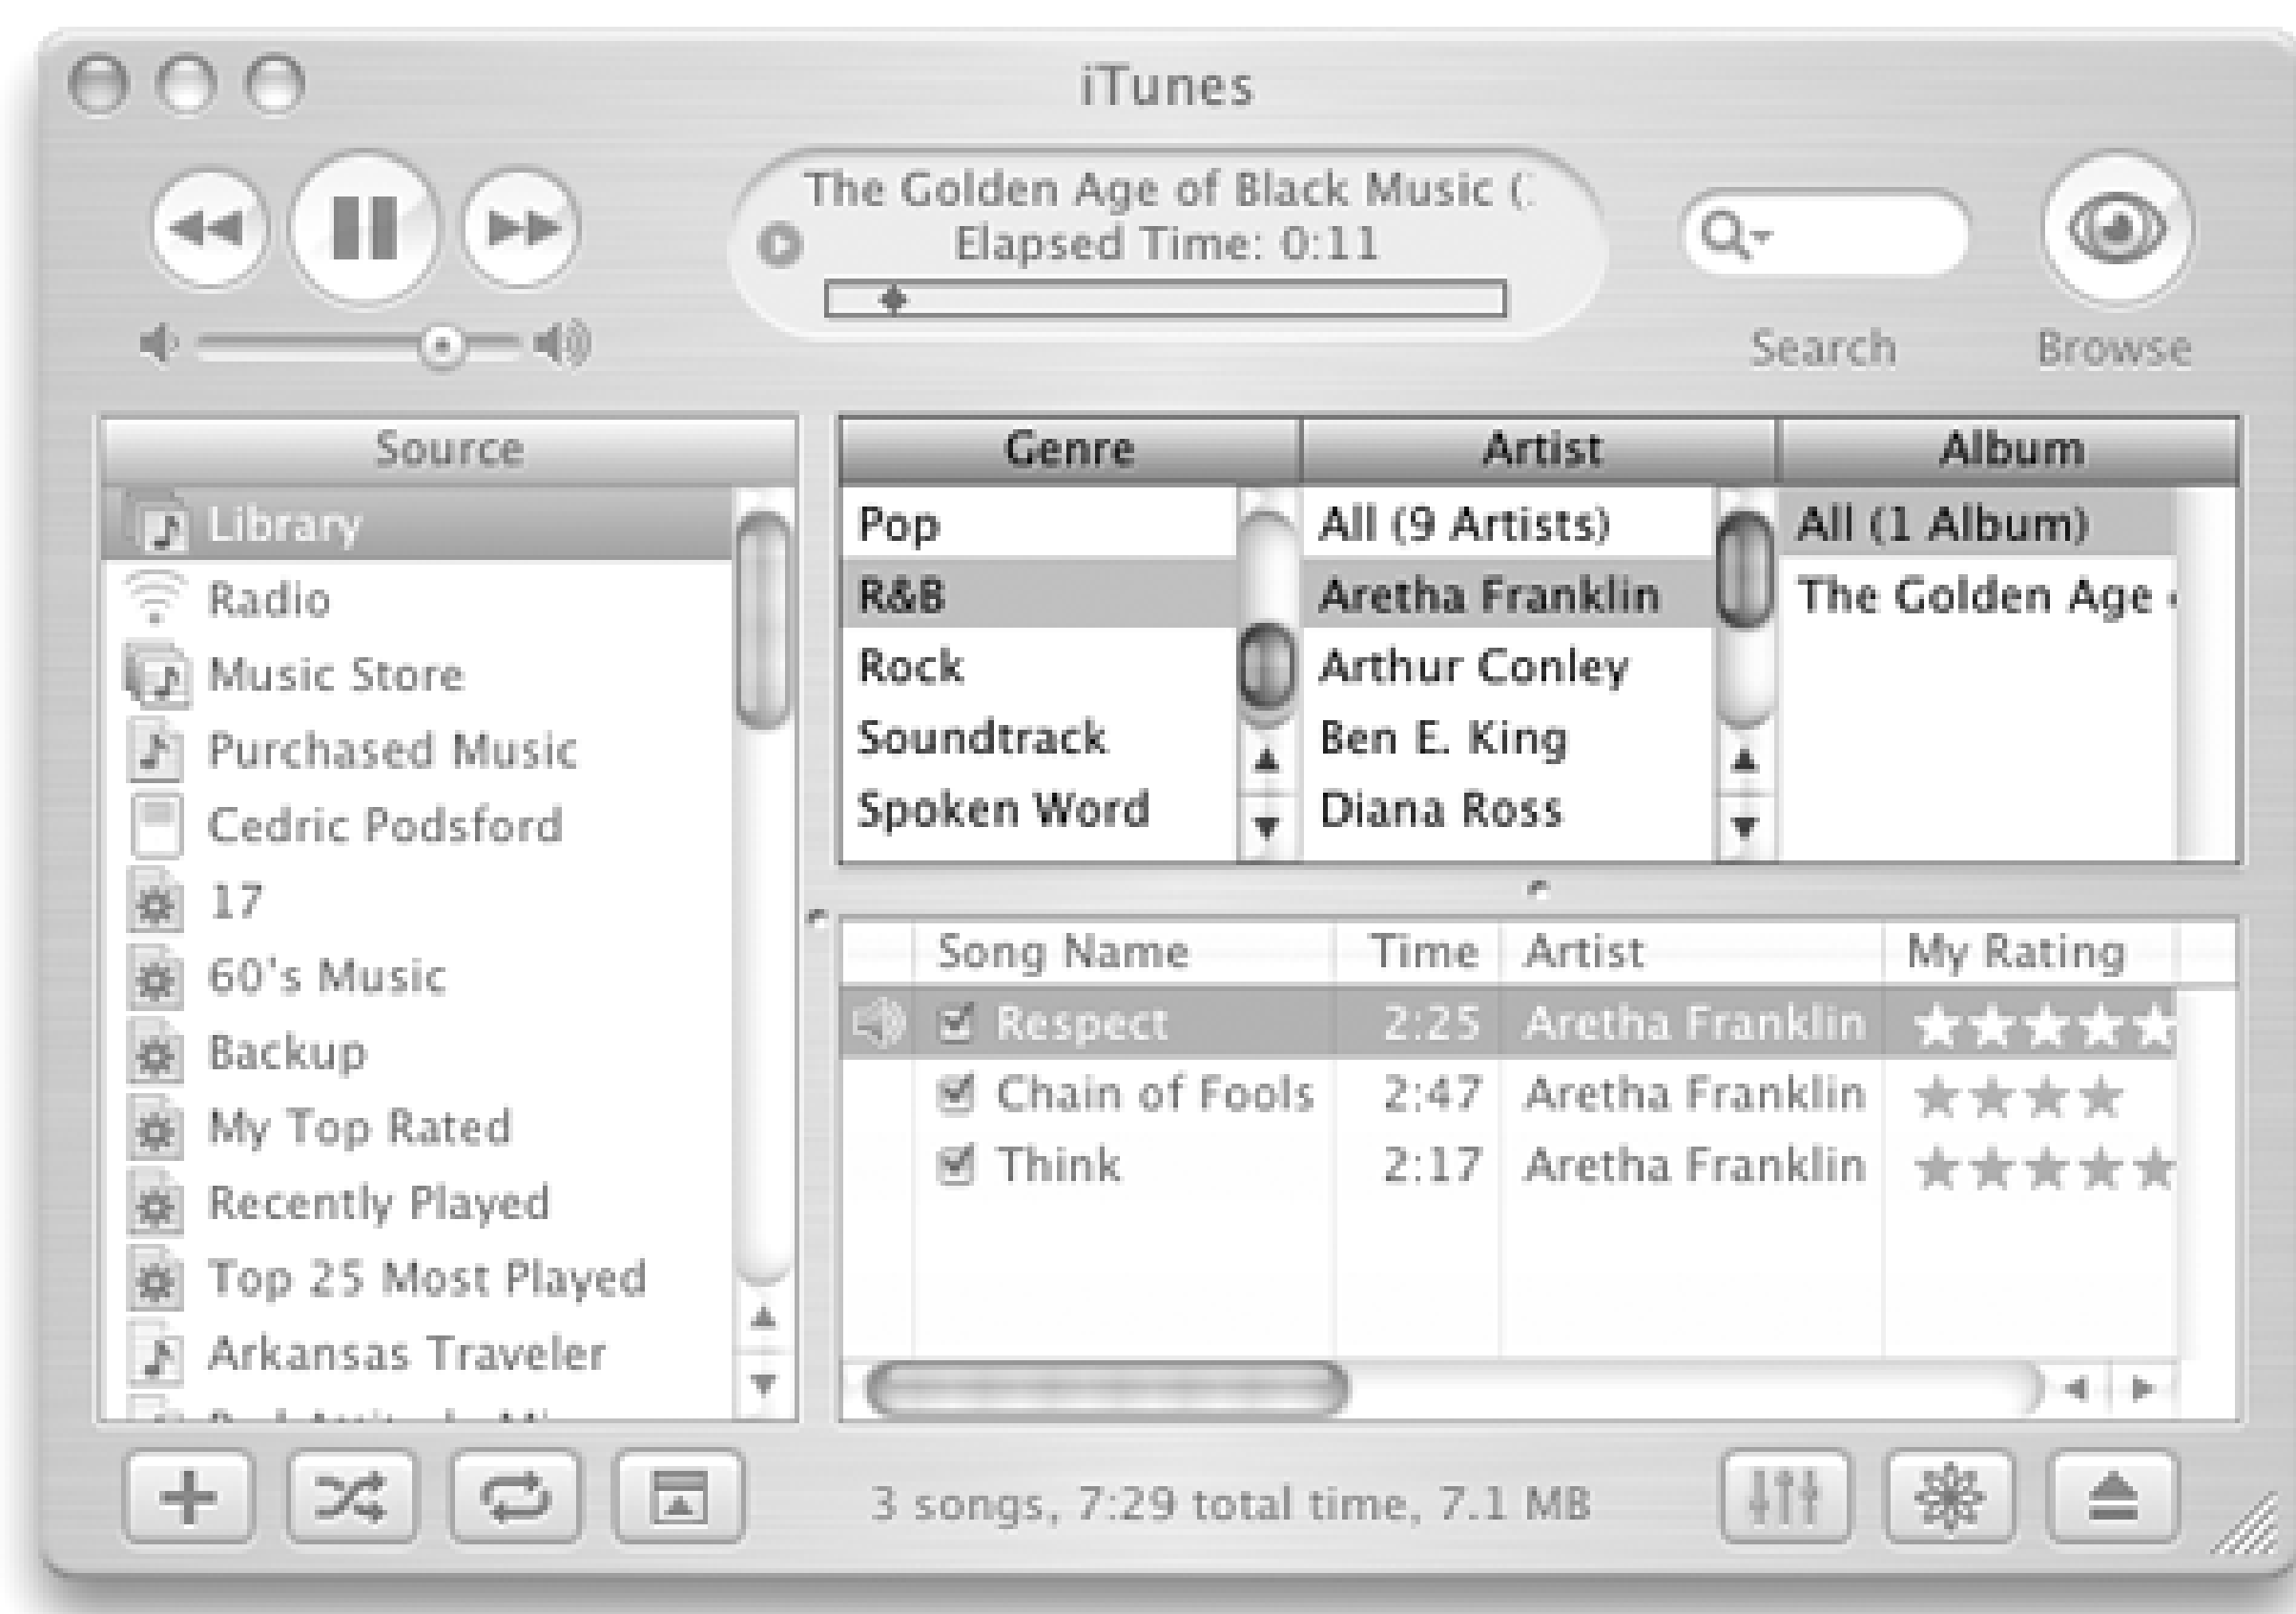 iTunes
The Golden Age of Black Music (
Elapsed Time: 0:11
Search
Browse
Source
Library
Radio
Music Store
Purchased Music
Cedric Podsford
17
60's Music
Backup
My Top Rated
Recently Played
Top 25 Most Played
Arkansas Traveler
Genre Artist Album
Pop All (9 Artists) All (1 Album)
R&B Aretha Franklin The Golden Age
Rock Arthur Conley
Soundtrack Ben E. King
Spoken Word Diana Ross
Song Name Time Artist My Rating
Respect 2:25 Aretha Franklin
Chain of Fools 2:47 Aretha Franklin
Think 2:17 Aretha Franklin
3 songs, 7:29 total time, 7.1 MB